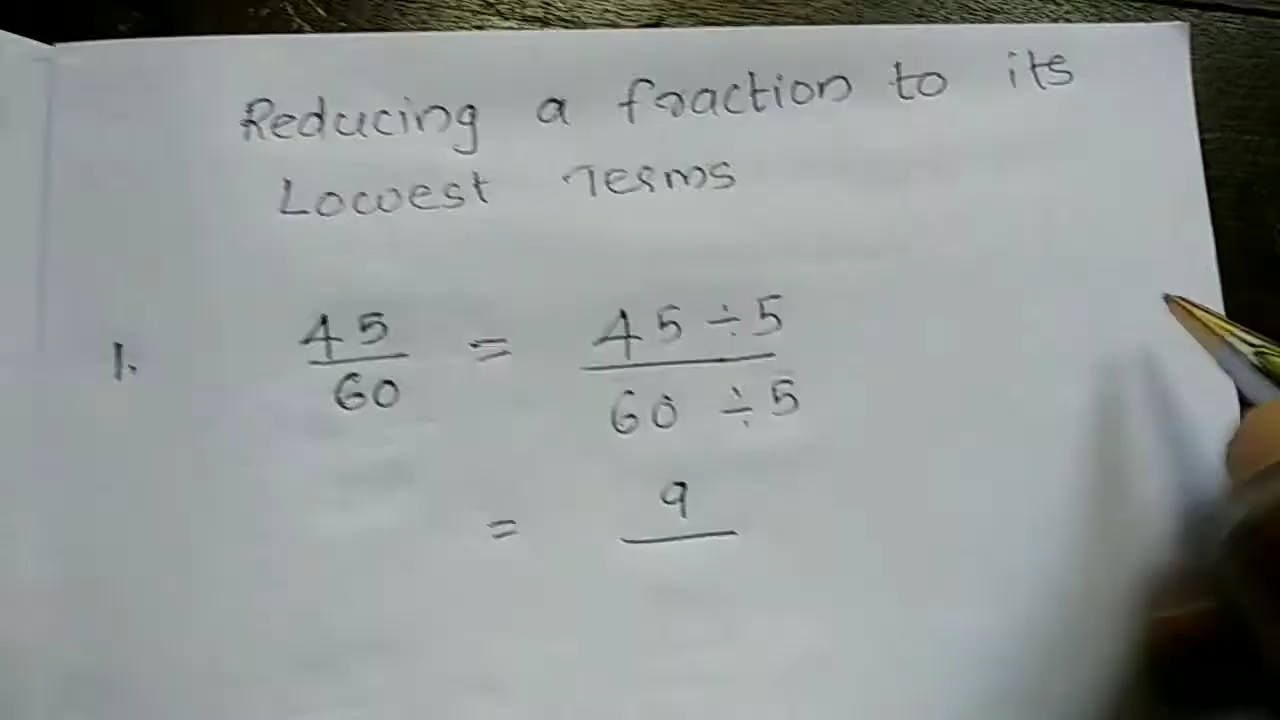 Reducing a fraction to its
Lowest Terms
1. 45/60 = 45÷5/60÷5
= 9